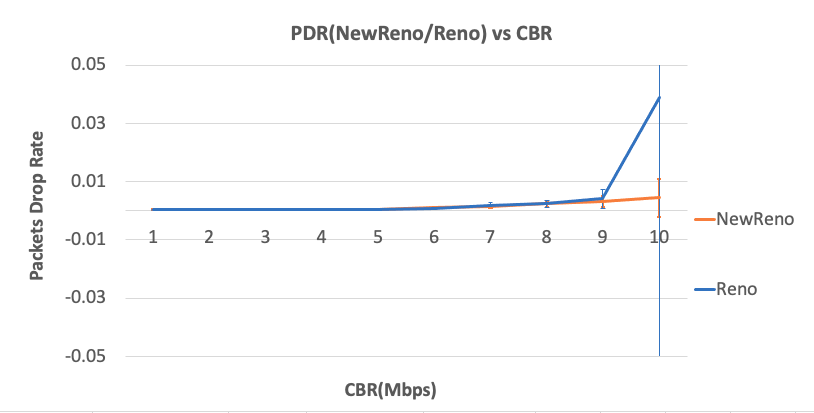 PDR(NewReno/Reno) vs CBR
0.05
0.03
0.01
-0.01
-0.03
-0.05
Packets Drop Rate
1 2 3 4 5 6 7 8 9 10
CBR(Mbps)
NewReno
Reno